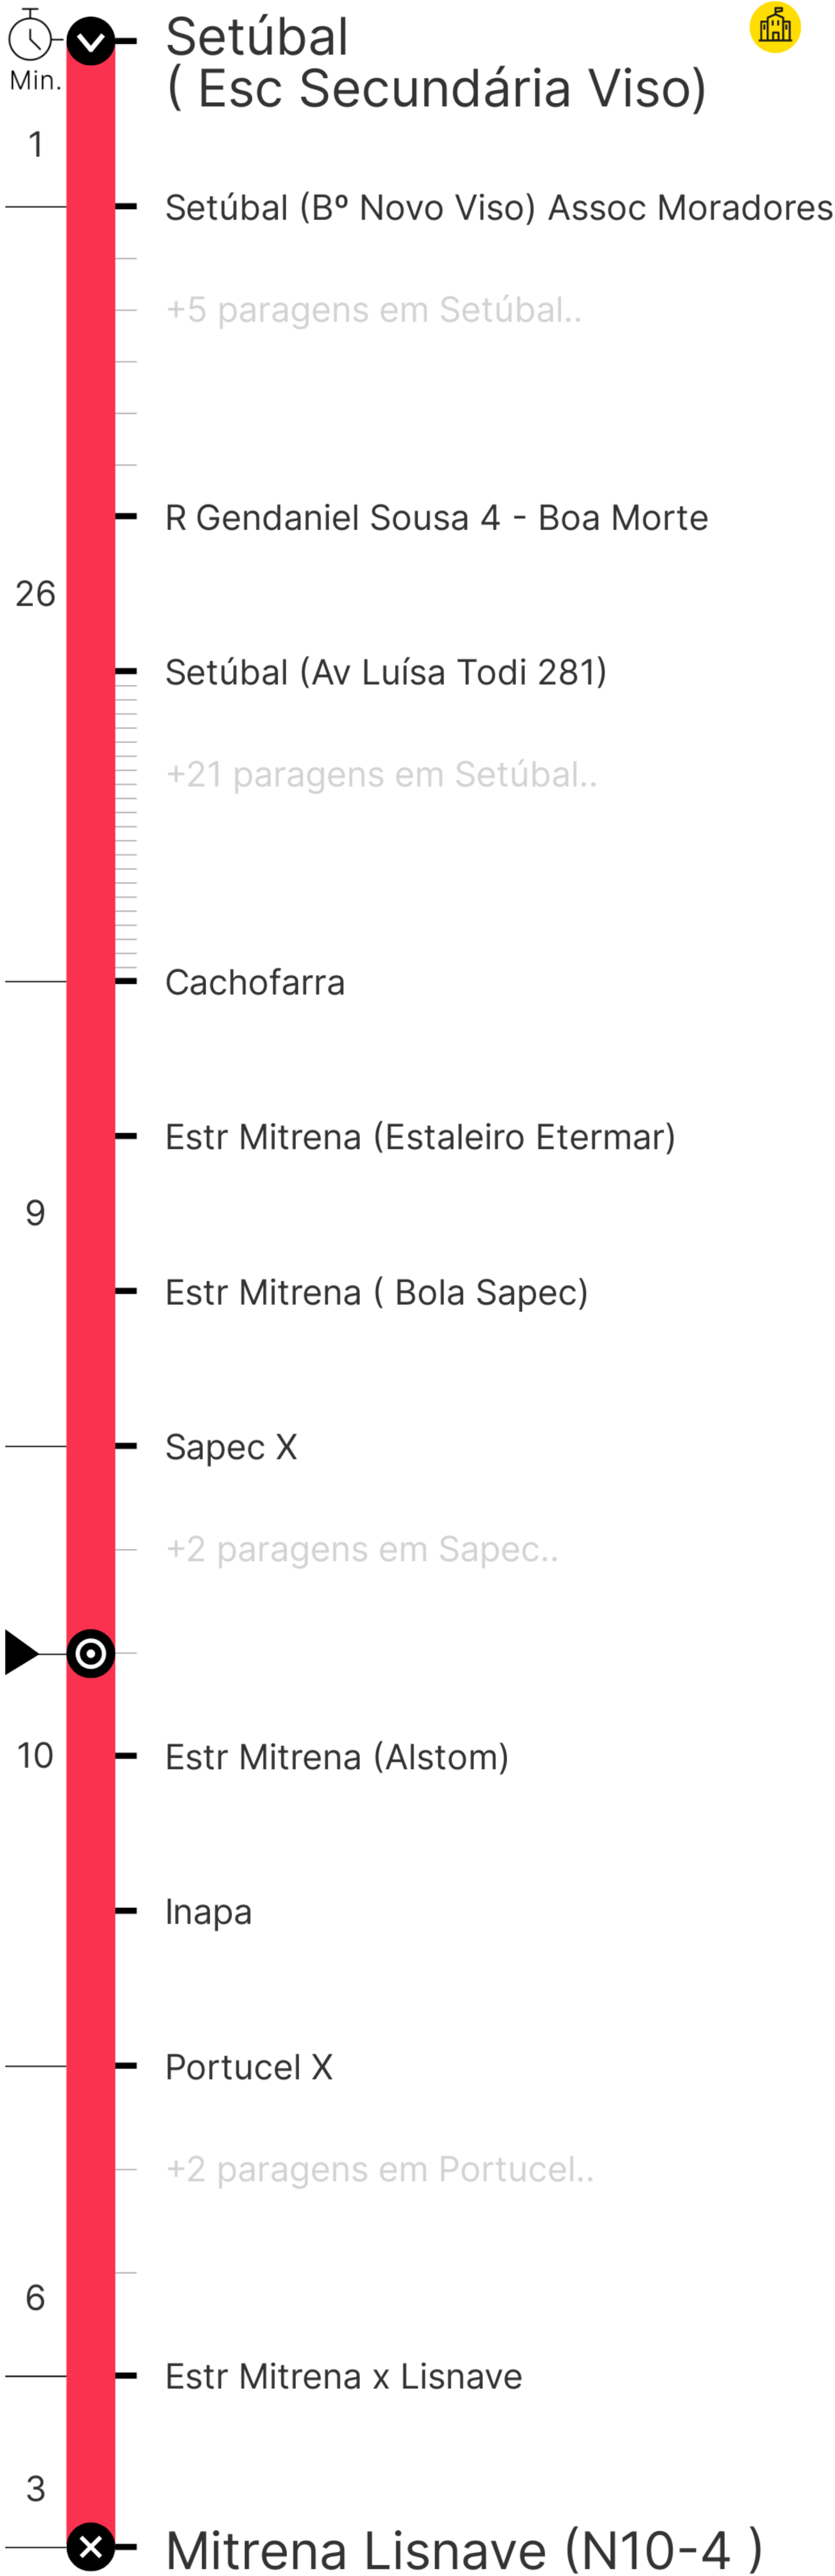 Setúbal
( Esc Secundária Viso)
Min.
1
Setúbal (Bº Novo Viso) Assoc Moradores
+5 paragens em Setúbal..
R Gendaniel Sousa 4 - Boa Morte
26
Setúbal (Av Luísa Todi 281)
+21 paragens em Setúbal..
Cachofarra
Estr Mitrena (Estaleiro Etermar)
9
Estr Mitrena ( Bola Sapec)
Sapec X
+2 paragens em Sapec..
10
Estr Mitrena (Alstom)
Inapa
Portucel X
+2 paragens em Portucel..
6
Estr Mitrena x Lisnave
3
Mitrena Lisnave (N10-4 )